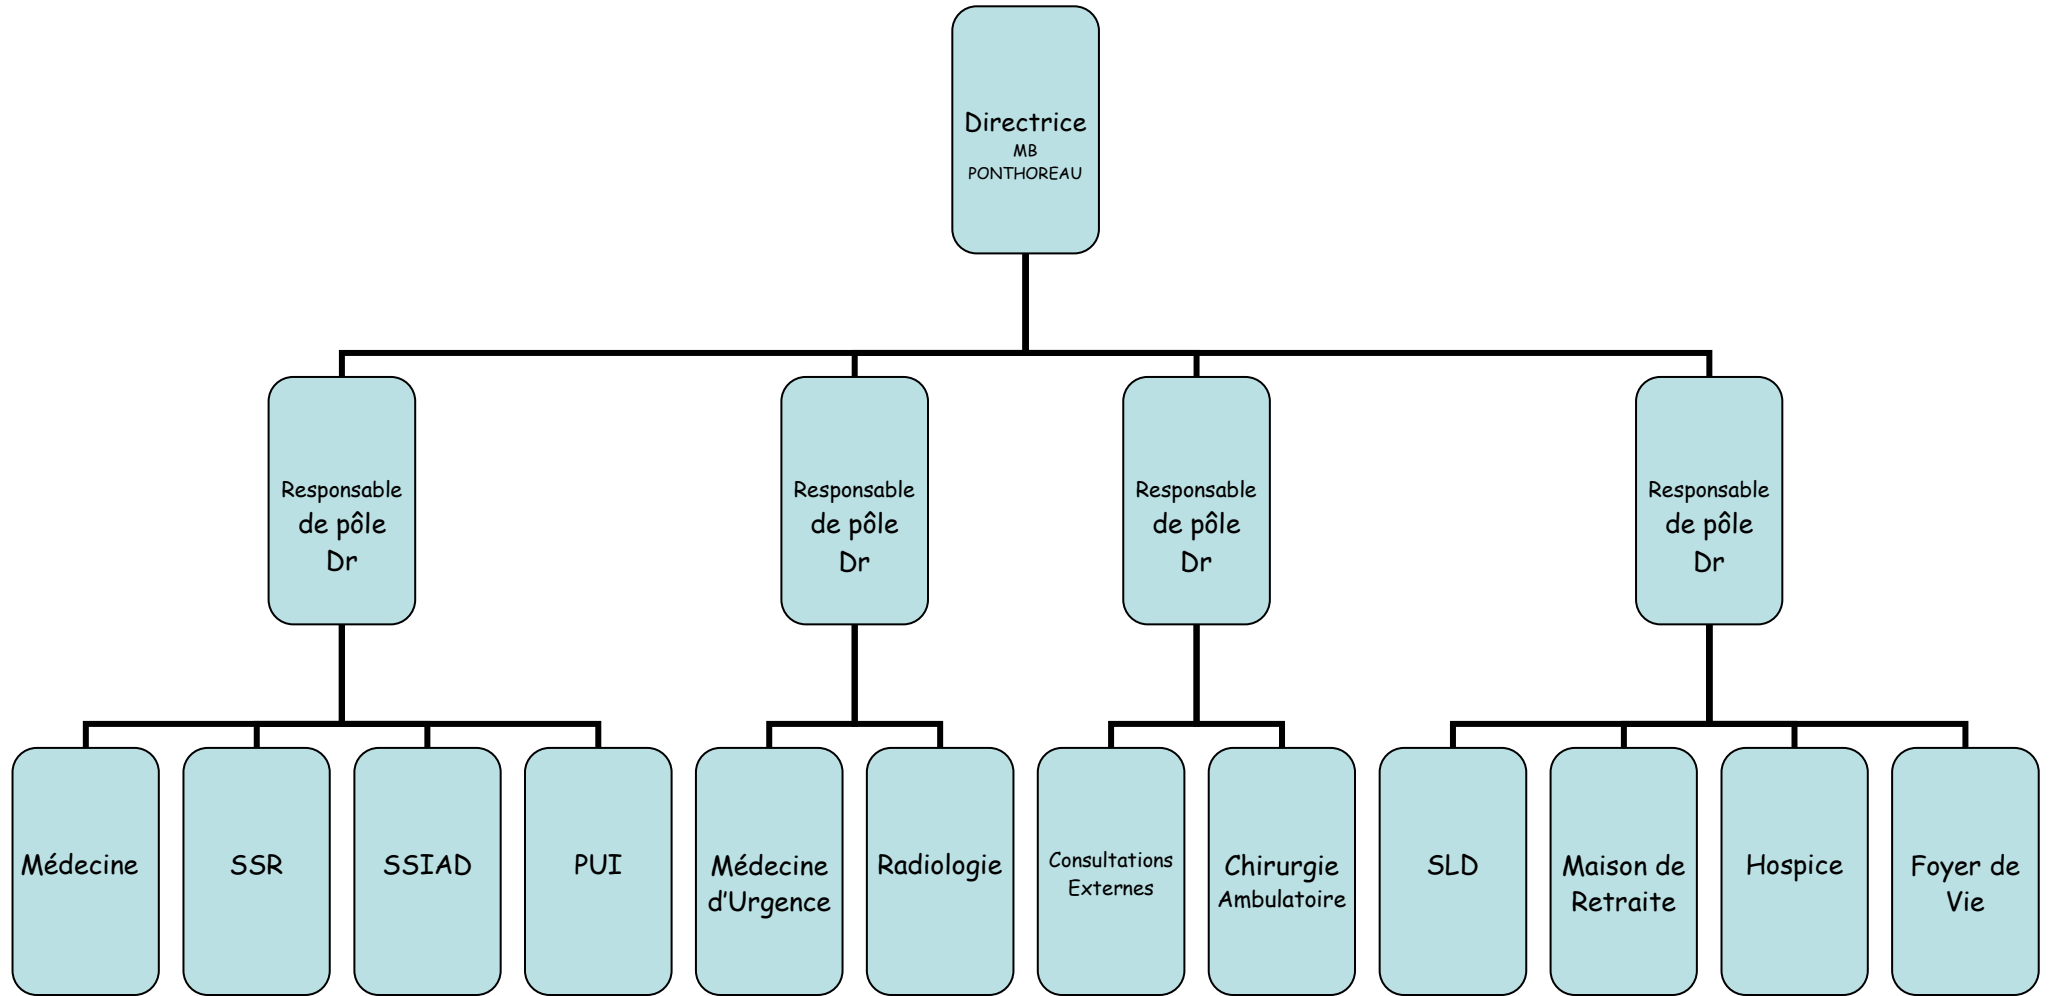 Directrice
MB
PONTHOREAU
Responsable
de pôle
Dr
Responsable
de pôle
Dr
Responsable
de pôle
Dr
Responsable
de pôle
Dr
Médecine
SSR
SSIAD
PUI
Médecine
d'Urgence
Radiologie
Consultations
Externes
Chirurgie
Ambulatoire
SLD
Maison de
Retraite
Hospice
Foyer de
Vie